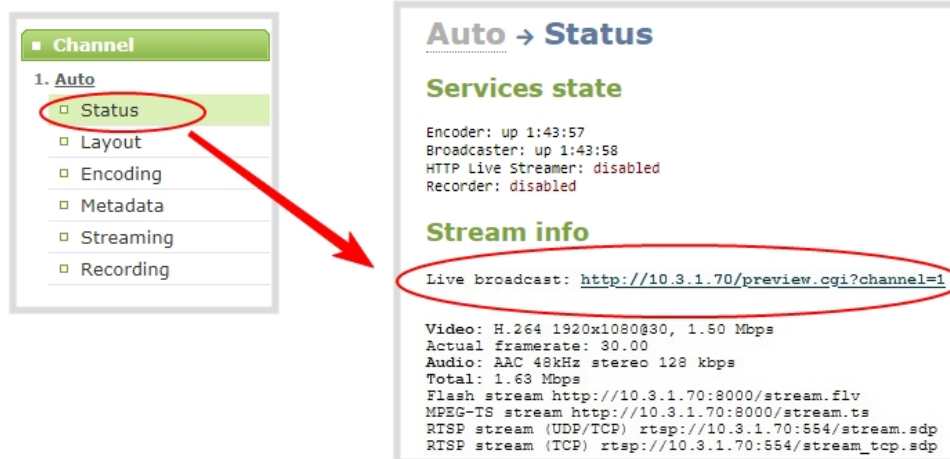 Channel
1. Auto
Status
Layout
Encoding
Metadata
Streaming
Recording
Auto → Status
Services state
Encoder: up 1:43:57
Broadcaster: up 1:43:58
HTTP Live Streamer: disabled
Recorder: disabled
Stream info
Live broadcast: http://10.3.1.70/preview.cgi?channel=1
Video: H.264 1920x1080@30, 1.50 Mbps
Actual framerate: 30.00
Audio: AAC 48kHz stereo 128 kbps
Total: 1.63 Mbps
Flash stream http://10.3.1.70:8000/stream.flv
MPEG-TS stream http://10.3.1.70:8000/stream.ts
RTSP stream (UDP/TCP) rtsp://10.3.1.70:554/stream.sdp
RTSP stream (TCP) rtsp://10.3.1.70:554/stream_tcp.sdp